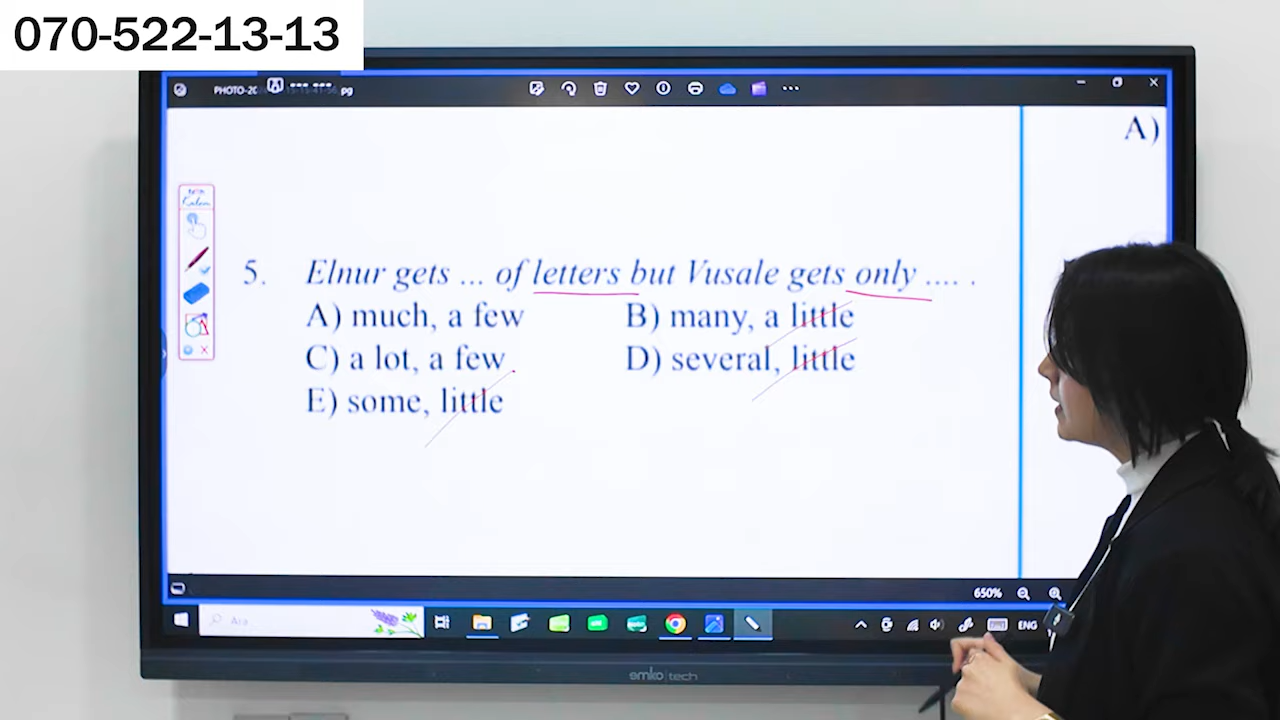 070-522-13-13
A)
5. Elnur gets ... of letters but Vusale gets only .... .
A) much, a few
B) many, a little
C) a lot, a few
D) several, little
E) some, little
650%
Ara
ENG
emko | tech